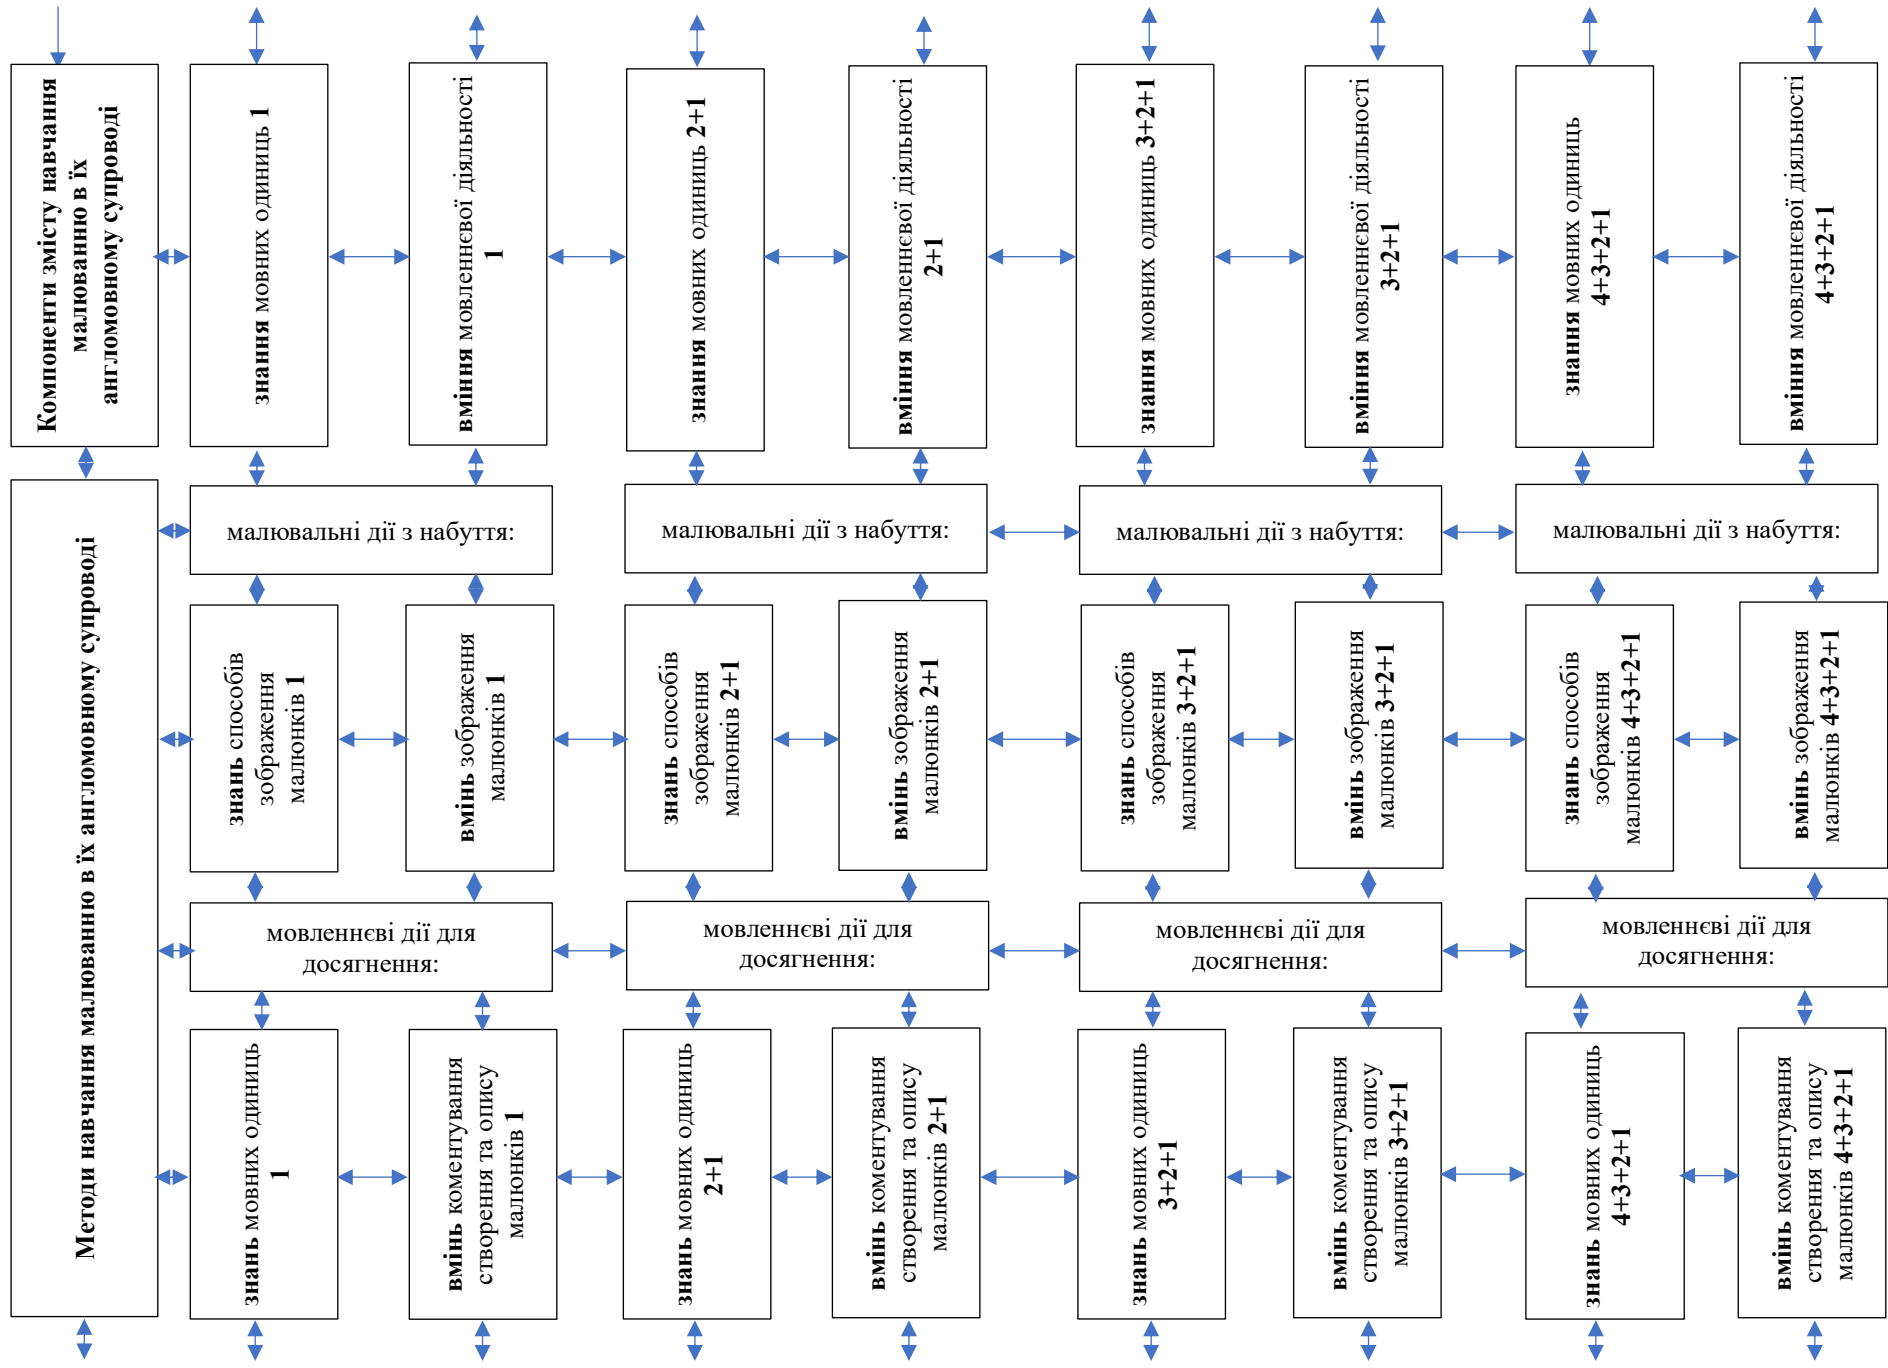 Компоненти змісту навчання
малюванню в їх
англомовному супроводі
знання мовних одиниць 1
вміння мовленнєвої діяльності
1
знання мовних одиниць 2+1
вміння мовленнєвої діяльності
2+1
знання мовних одиниць 3+2+1
вміння мовленнєвої діяльності
3+2+1
знання мовних одиниць
4+3+2+1
вміння мовленнєвої діяльності
4+3+2+1
Методи навчання малюванню в їх англомовному супроводі
малювальні дії з набуття:
малювальні дії з набуття:
малювальні дії з набуття:
малювальні дії з набуття:
знань способів
зображення
малюнків 1
вмінь зображення
малюнків 1
знань способів
зображення
малюнків 2+1
вмінь зображення
малюнків 2+1
знань способів
зображення
малюнків 3+2+1
вмінь зображення
малюнків 3+2+1
знань способів
зображення
малюнків 4+3+2+1
вмінь зображення
малюнків 4+3+2+1
мовленнєві дії для
досягнення:
мовленнєві дії для
досягнення:
мовленнєві дії для
досягнення:
мовленнєві дії для
досягнення:
знань мовних одиниць
1
вмінь коментування
створення та опису
малюнків 1
знань мовних одиниць
2+1
вмінь коментування
створення та опису
малюнків 2+1
знань мовних одиниць
3+2+1
вмінь коментування
створення та опису
малюнків 3+2+1
знань мовних одиниць
4+3+2+1
вмінь коментування
створення та опису
малюнків 4+3+2+1